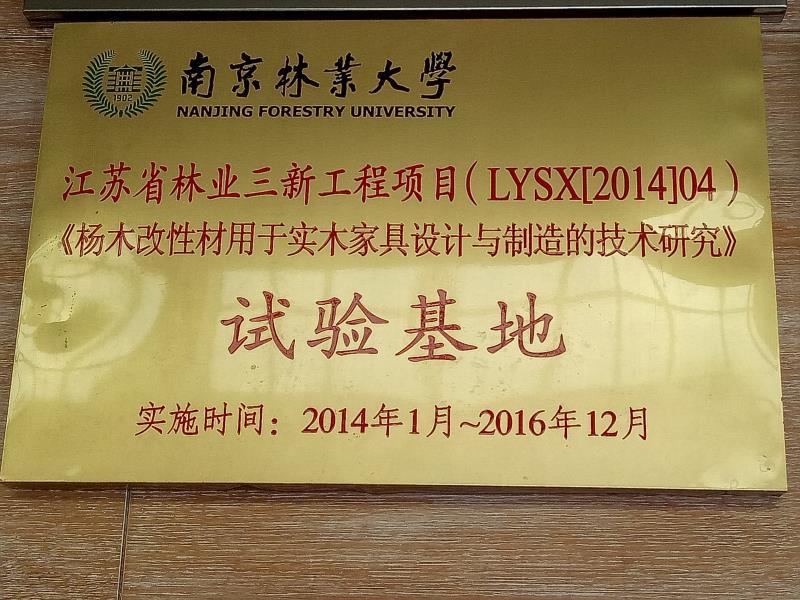 南京林業大學
NANJING FORESTRY UNIVERSITY
1902
江苏省林业三新工程项目(LYSX[2014]04)
《杨木改性材用于实木家具设计与制造的技术研究》
试验基地
实施时间：2014年1月~2016年12月